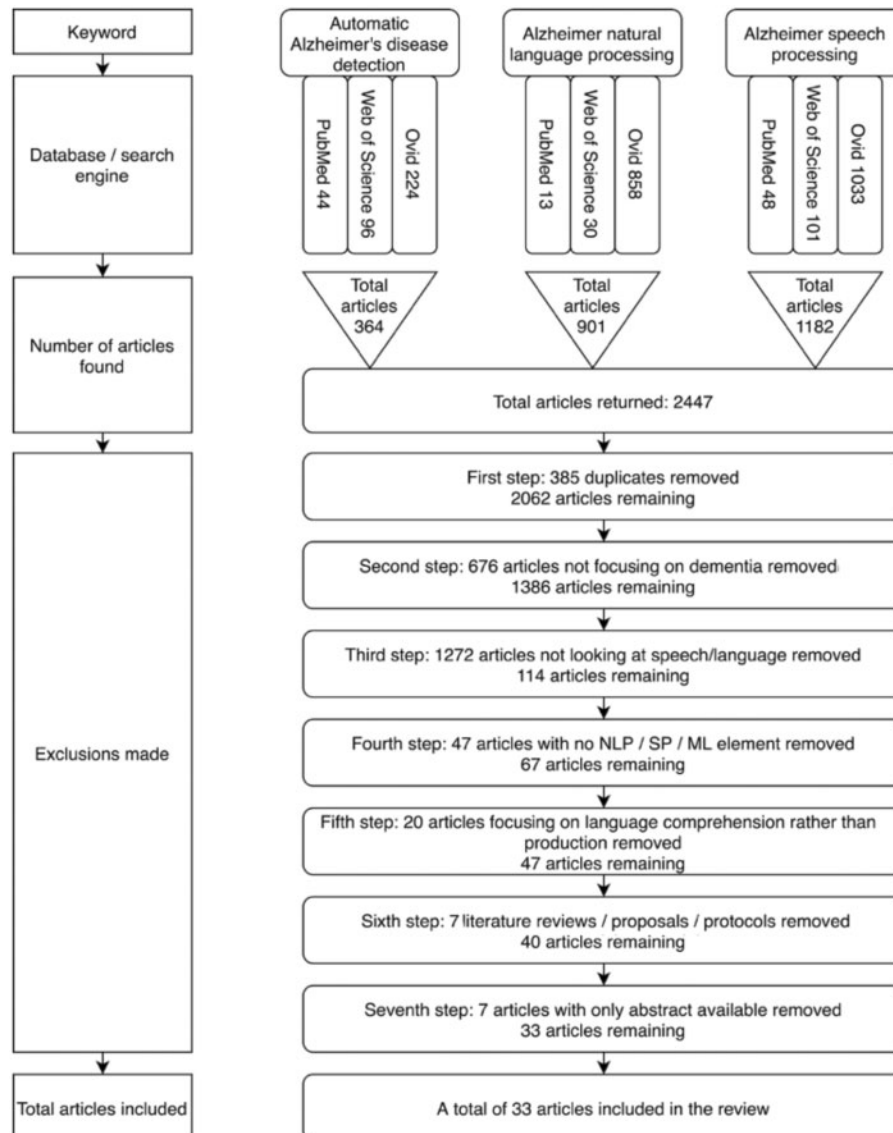 Keyword
Automatic
Alzheimer's disease
detection
Alzheimer natural
language processing
Alzheimer speech
processing
Database / search
engine
PubMed 44
Web of Science 96
Ovid 224
PubMed 13
Web of Science 30
Ovid 858
PubMed 48
Web of Science 101
Ovid 1033
Number of articles
found
Total
articles
364
Total
articles
901
Total
articles
1182
Total articles returned: 2447
Exclusions made
First step: 385 duplicates removed
2062 articles remaining
Second step: 676 articles not focusing on dementia removed
1386 articles remaining
Third step: 1272 articles not looking at speech/language removed
114 articles remaining
Fourth step: 47 articles with no NLP / SP / ML element removed
67 articles remaining
Fifth step: 20 articles focusing on language comprehension rather than
production removed
47 articles remaining
Sixth step: 7 literature reviews / proposals / protocols removed
40 articles remaining
Seventh step: 7 articles with only abstract available removed
33 articles remaining
Total articles included
A total of 33 articles included in the review